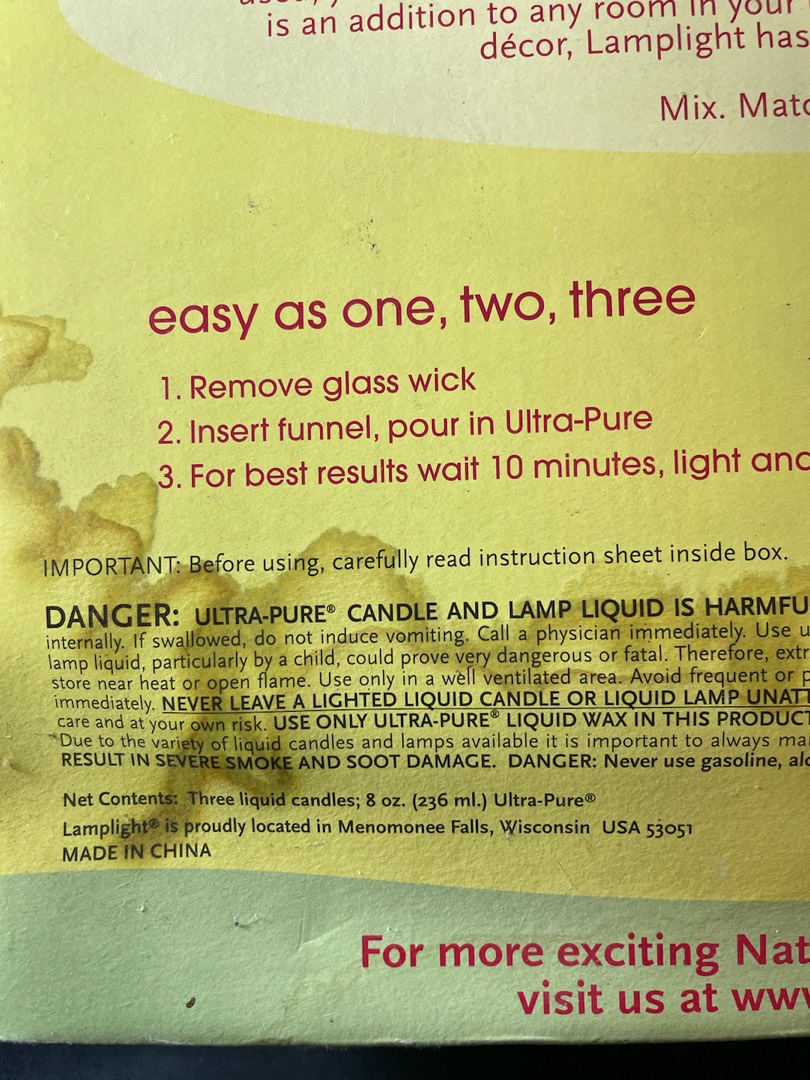 is an addition to any room in your
décor, Lamplight has
Mix.
easy as one, two, three
1. Remove glass wick
2. Insert funnel, pour in Ultra-Pure
3. For best results wait 10 minutes, light and
IMPORTANT: Before using, carefully read instruction sheet inside box.
DANGER: ULTRA-PURE® CANDLE AND LAMP LIQUID IS
internally. If swallowed, do not induce vomiting. Call a physician immediately. Use
lamp liquid, particularly by a child, could prove very dangerous or fatal. Therefore,
store near heat or open flame. Use only in a well ventilated area. Avoid frequent or
immediately. NEVER LEAVE A LIGHTED LIQUID CANDLE OR LIQUID LAMP
care and at your own risk. USE ONLY ULTRA-PURE® LIQUID WAX IN THIS
*Due to the variety of liquid candles and lamps available it is important to always
RESULT IN SEVERE SMOKE AND SOOT DAMAGE. DANGER: Never use gasoline,
Net Contents: Three liquid candles; 8 oz. (236 ml.) Ultra-Pure®
Lamplight® is proudly located in Menomonee Falls, Wisconsin USA 53051
MADE IN CHINA
For more exciting
visit us at